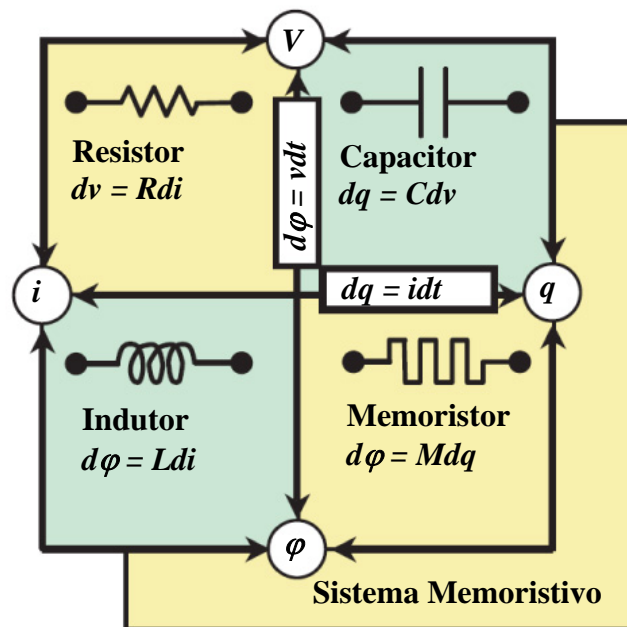 V
Resistor
dv = Rdi
dφ = vdt
Capacitor
dq = Cdv
i
dq = idt
q
Indutor
dφ = Ldi
Memoristor
dφ = Mdq
φ
Sistema Memoristivo